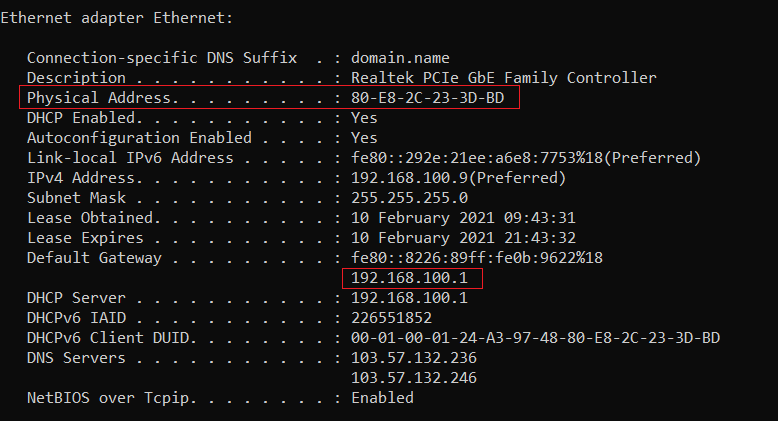 Ethernet adapter Ethernet:
Connection-specific DNS Suffix  . : domain.name
Description . . . . . . . . . . . : Realtek PCIe GbE Family Controller
Physical Address. . . . . . . . . : 80-E8-2C-23-3D-BD
DHCP Enabled. . . . . . . . . . . : Yes
Autoconfiguration Enabled . . . . : Yes
Link-local IPv6 Address . . . . . : fe80::292e:21ee:a6e8:7753%18(Preferred)
IPv4 Address. . . . . . . . . . . : 192.168.100.9(Preferred)
Subnet Mask . . . . . . . . . . . : 255.255.255.0
Lease Obtained. . . . . . . . . . : 10 February 2021 09:43:31
Lease Expires . . . . . . . . . . : 10 February 2021 21:43:32
Default Gateway . . . . . . . . . : fe80::8226:89ff:fe0b:9622%18
192.168.100.1
DHCP Server . . . . . . . . . . . : 192.168.100.1
DHCPv6 IAID . . . . . . . . . . . : 226551852
DHCPv6 Client DUID. . . . . . . . : 00-01-00-01-24-A3-97-48-80-E8-2C-23-3D-BD
DNS Servers . . . . . . . . . . . : 103.57.132.236
103.57.132.246
NetBIOS over Tcpip. . . . . . . . : Enabled